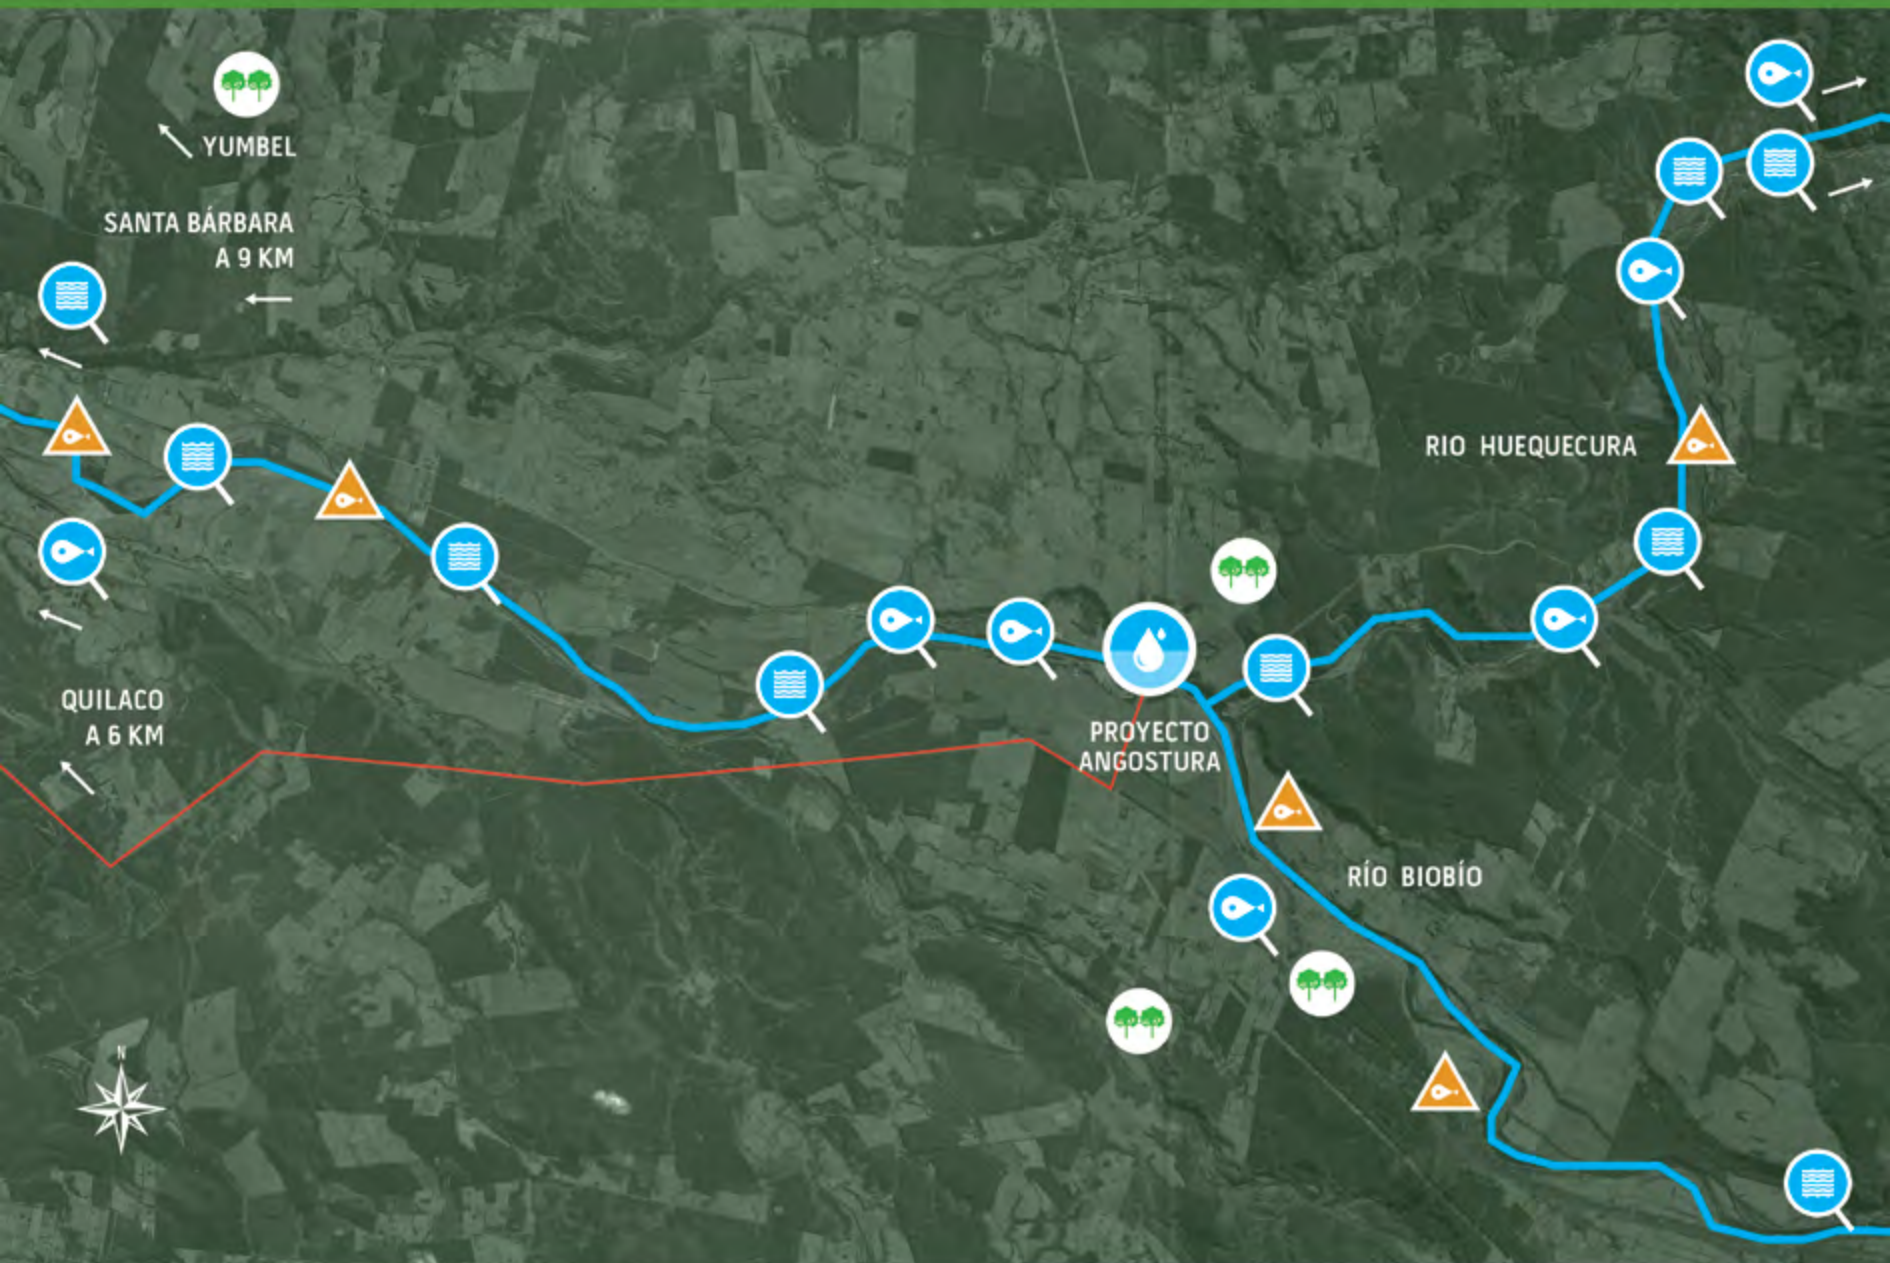 YUMBEL
SANTA BÁRBARA
A 9 KM
RIO HUEQUECURA
QUILACO
A 6 KM
PROYECTO
ANGOSTURA
RÍO BIOBÍO
N